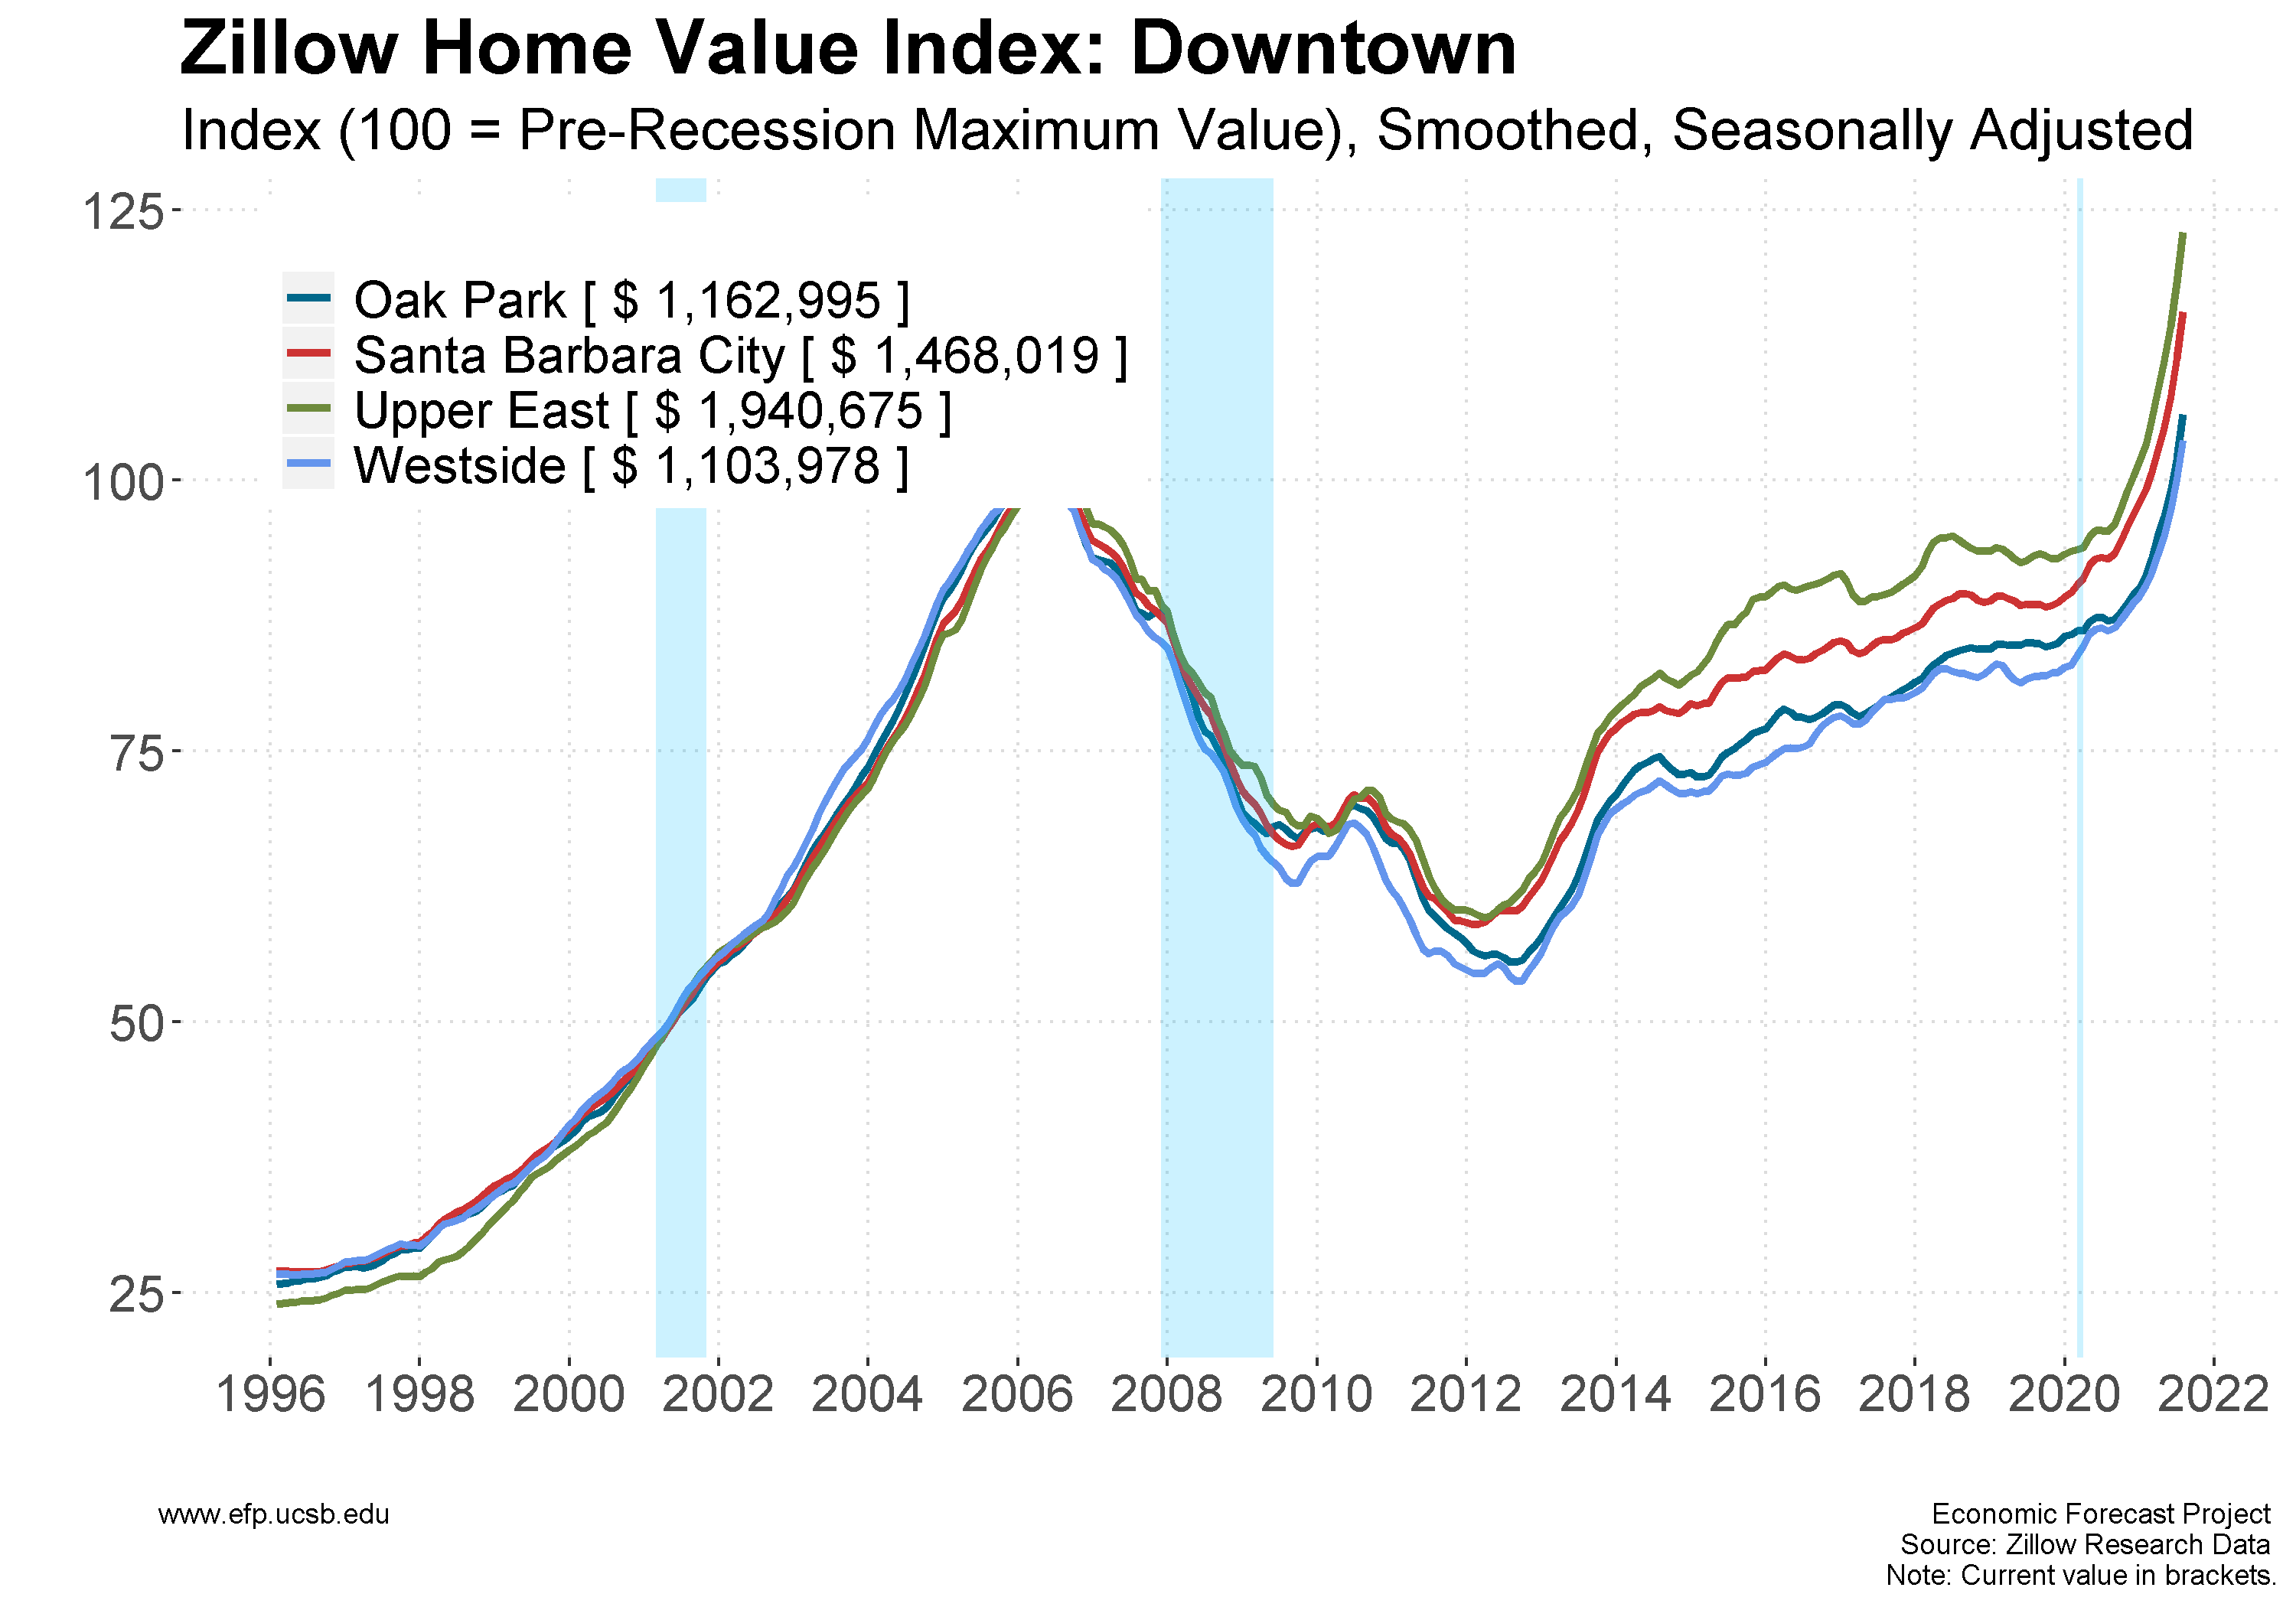 Zillow Home Value Index: Downtown
Index (100 = Pre-Recession Maximum Value), Smoothed, Seasonally Adjusted
125
100
75
50
25
Oak Park [ $ 1,162,995 ]
Santa Barbara City [ $ 1,468,019 ]
Upper East [ $ 1,940,675 ]
Westside [ $ 1,103,978 ]
1996 1998 2000 2002 2004 2006 2008 2010 2012 2014 2016 2018 2020 2022
www.efp.ucsb.edu
Economic Forecast Project
Source: Zillow Research Data
Note: Current value in brackets.